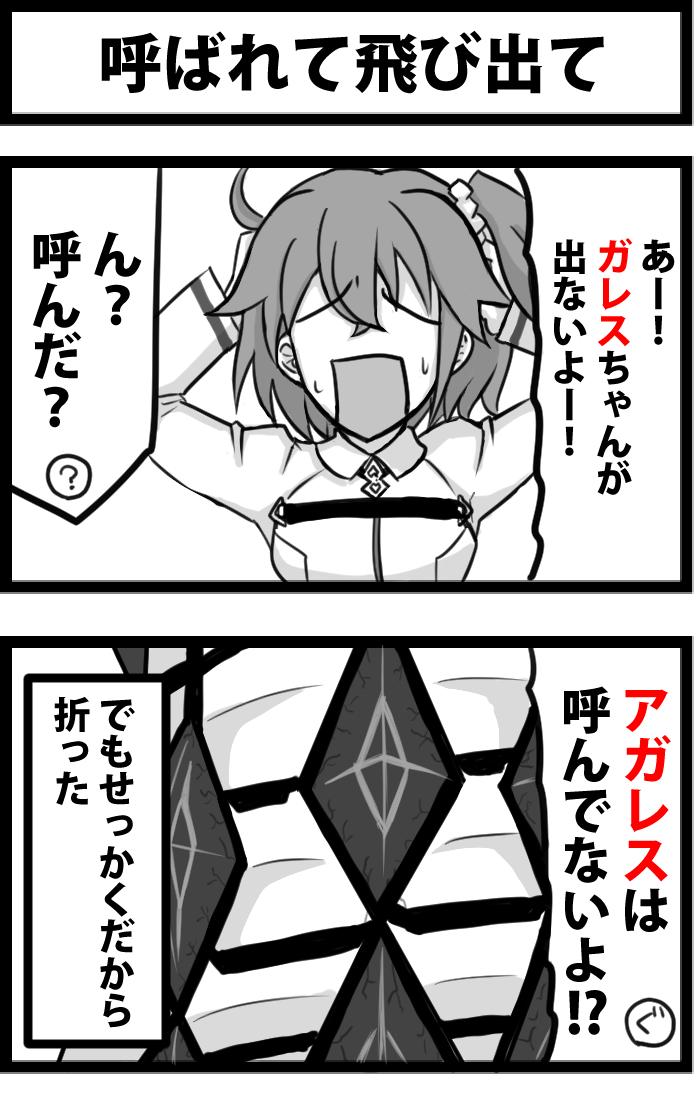 呼ばれて飛び出て
あー！
ガレスちゃんが
出ないよー！
ん？
呼んだ？
？
アガレスは
呼んでないよ!?
ぐ
でもせっかくだから
折った